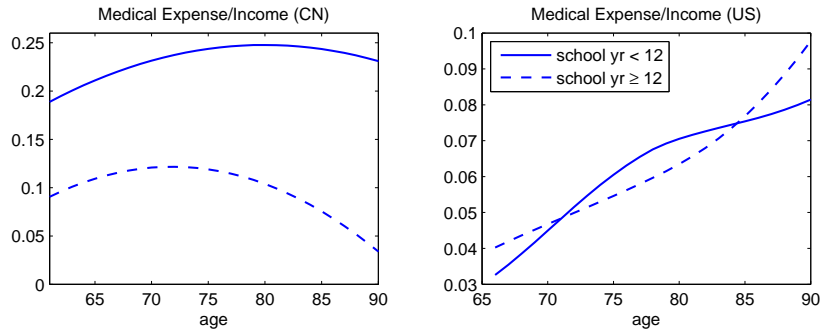 Medical Expense/Income (CN)
0.25
0.2
0.15
0.1
0.05
0
65 70 75 80 85 90
age
Medical Expense/Income (US)
school yr < 12
school yr ≥ 12
0.1
0.09
0.08
0.07
0.06
0.05
0.04
0.03
65 70 75 80 85 90
age